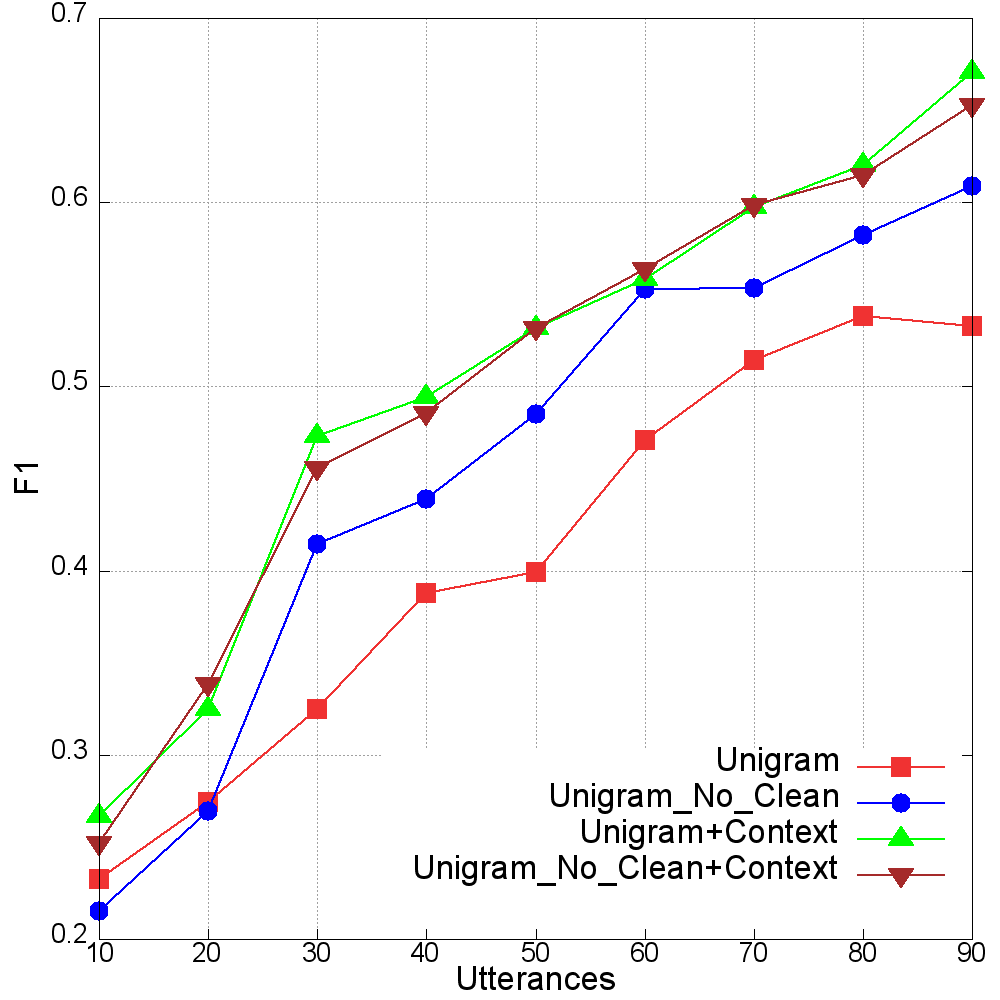 0.7
0.6
0.5
0.4
0.3
0.2
F1
Unigram
Unigram_No_Clean
Unigram+Context
Unigram_No_Clean+Context
10 20 30 40 50 60 70 80 90
Utterances